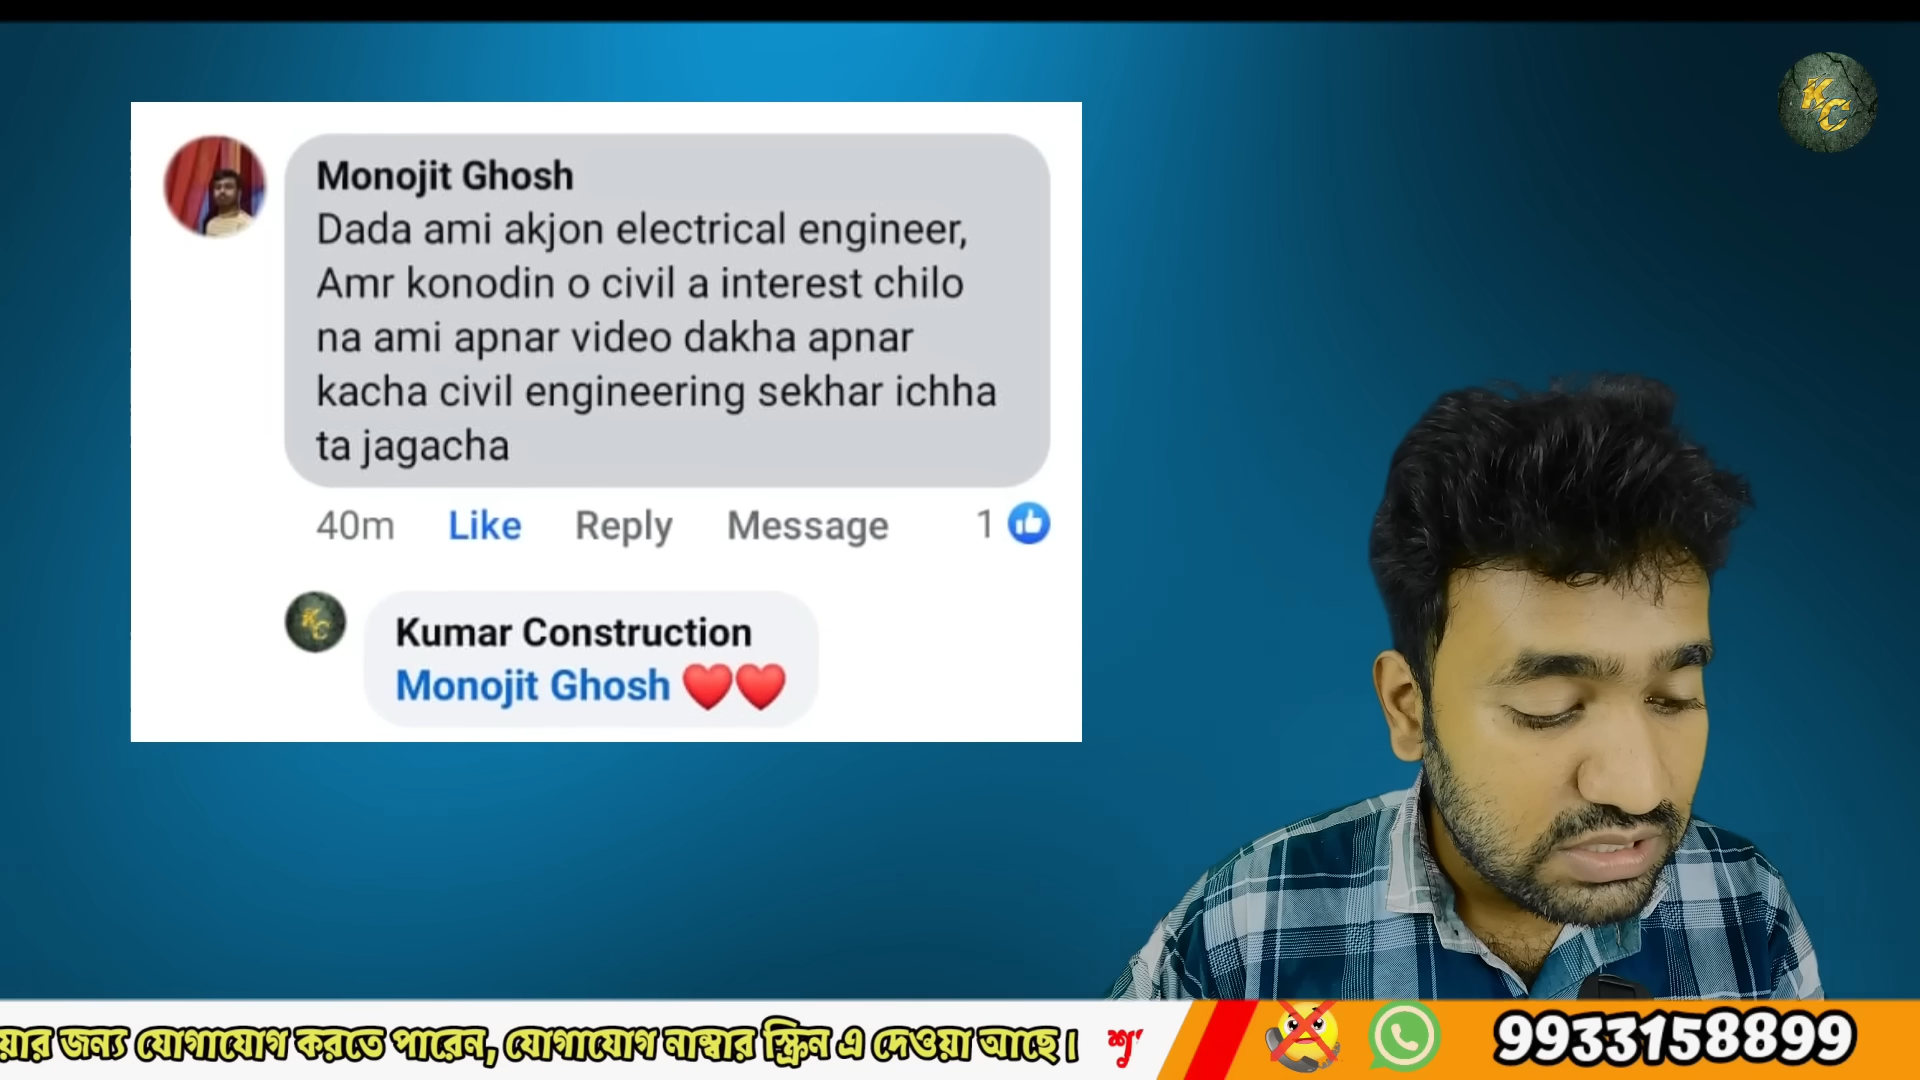 KC
Monojit Ghosh
Dada ami akjon electrical engineer,
Amr konodin o civil a interest chilo
na ami apnar video dakha apnar
kacha civil engineering sekhar ichha
ta jagacha
40m Like Reply Message 1
KC
Kumar Construction
Monojit Ghosh ❤️❤️
জন্য যোগাযোগ করতে পারেন, যোগাযোগ নাম্বার স্ক্রিন এ দেওয়া আছে। 9933158899